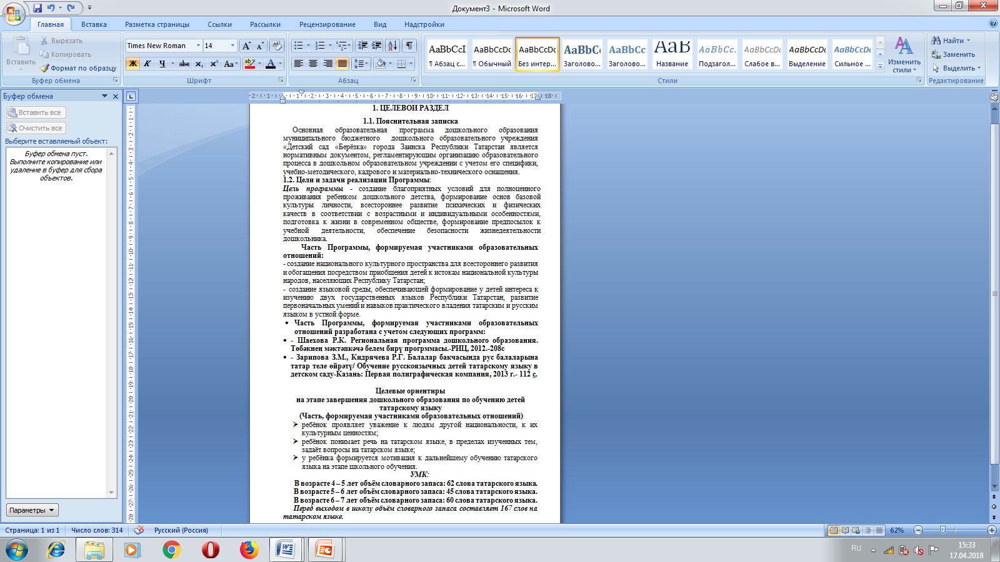 Документ3 - Microsoft Word
Главная Вставка Разметка страницы Ссылки Рассылки Рецензирование Вид Надстройки
Вставить
Вырезать
Копировать
Формат по образцу
Буфер обмена
Times New Roman 14
Ж К Ч abc x₂ x² Aa
Шрифт
Абзац
AaBbCcI AaBbCcDc AaBbCcDc AaBbCc AaBbCc AaB AaBbCc. AaBbCcDc AaBbCcDc AaBbCcDc
¶ Абзац с... ¶ Обычный Без интер... Заголово... Заголово... Название Подзагол... Слабое в... Выделение Сильное ...
Стили
Изменить стили
Найти
Заменить
Выделить
Редактирование
Буфер обмена
Вставить все
Очистить все
Выберите вставляемый объект:
Буфер обмена пуст.
Выполните копирование или
удаление в буфер для сбора
объектов.
Параметры
1. ЦЕЛЕВОЙ РАЗДЕЛ
1.1. Пояснительная записка
Основная образовательная программа дошкольного образования
муниципального бюджетного дошкольного образовательного учреждения
«Детский сад «Берёзка» города Заинска Республики Татарстан является
нормативным документом, регламентирующим организацию образовательного
процесса в дошкольном образовательном учреждении с учетом его специфики,
учебно-методического, кадрового и материально-технического оснащения.
1.2. Цели и задачи реализации Программы:
Цель программы - создание благоприятных условий для полноценного
проживания ребенком дошкольного детства, формирование основ базовой
культуры личности, всестороннее развитие психических и физических
качеств в соответствии с возрастными и индивидуальными особенностями,
подготовка к жизни в современном обществе, формирование предпосылок к
учебной деятельности, обеспечение безопасности жизнедеятельности
дошкольника.
Часть Программы, формируемая участниками образовательных
отношений:
- создание национального культурного пространства для всестороннего развития
и обогащения посредством приобщения детей к истокам национальной культуры
народов, населяющих Республику Татарстан;
- создание языковой среды, обеспечивающей формирование у детей интереса к
изучению двух государственных языков Республики Татарстан, развитие
первоначальных умений и навыков практического владения татарским и русским
языком в устной форме.
• Часть Программы, формируемая участниками образовательных
отношений разработана с учетом следующих программ:
• - Шаехова Р.К. Региональная программа дошкольного образования.
Төбәкнең мәктәпкәчә белем бирү прогрммасы.-РИЦ, 2012.-208с
• - Зарипова З.М., Кидрячева Р.Г. Балалар бакчасында рус балаларына
татар теле өйрәтү/ Обучение русскоязычных детей татарскому языку в
детском саду-Казань: Первая полиграфическая компания, 2013 г.- 112 с.
Целевые ориентиры
на этапе завершения дошкольного образования по обучению детей
татарскому языку
(Часть, формируемая участниками образовательных отношений)
➢ ребёнок проявляет уважение к людям другой национальности, к их
культурным ценностям;
➢ ребёнок понимает речь на татарском языке, в пределах изученных тем,
задаёт вопросы на татарском языке;
➢ у ребёнка формируется мотивация к дальнейшему обучению татарского
языка на этапе школьного обучения.
УМК:
В возрасте 4 – 5 лет объём словарного запаса: 62 слова татарского языка.
В возрасте 5 – 6 лет объём словарного запаса: 45 слова татарского языка.
В возрасте 6 – 7 лет объём словарного запаса: 60 слова татарского языка.
Перед выходом в школу объём словарного запаса составляет 167 слов на
татарском языке.
Страница: 1 из 1 Число слов: 314 Русский (Россия) 62%
RU 15:33
17.04.2018